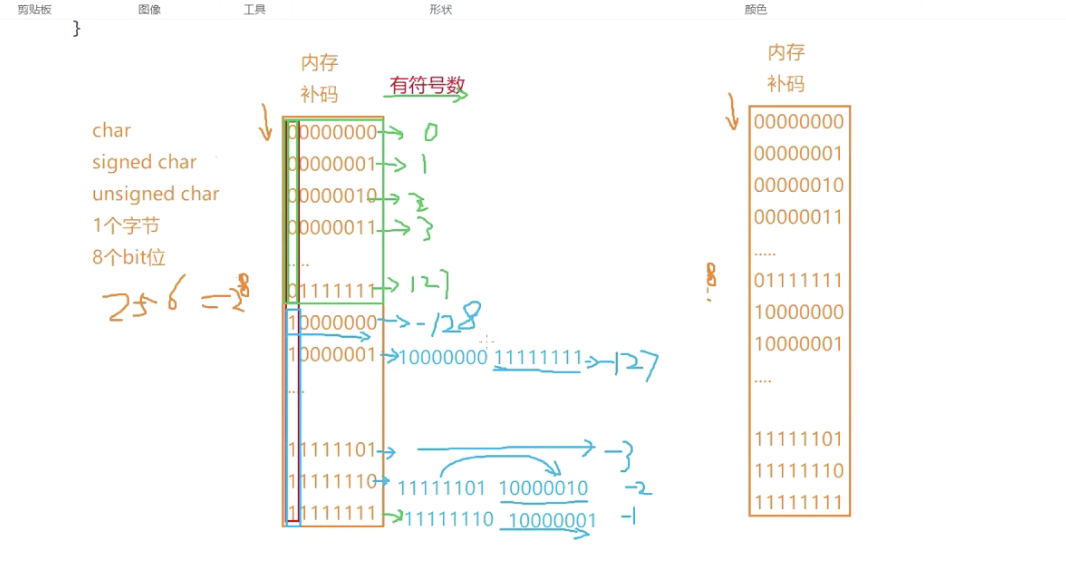 剪贴板 图像 工具 形状 颜色
}
内存
补码
有符号数
char
signed char
unsigned char
1个字节
8个bit位
256 = 2^8
00000000 0
00000001 1
00000010 2
00000011 3
.....
01111111 127
10000000 -128
10000001 10000000 11111111 -127
....
11111101 -3
11111110 11111101 10000010 -2
11111111 11111110 10000001 -1
内存
补码
00000000
00000001
00000010
00000011
.....
01111111
10000000
10000001
....
11111101
11111110
11111111